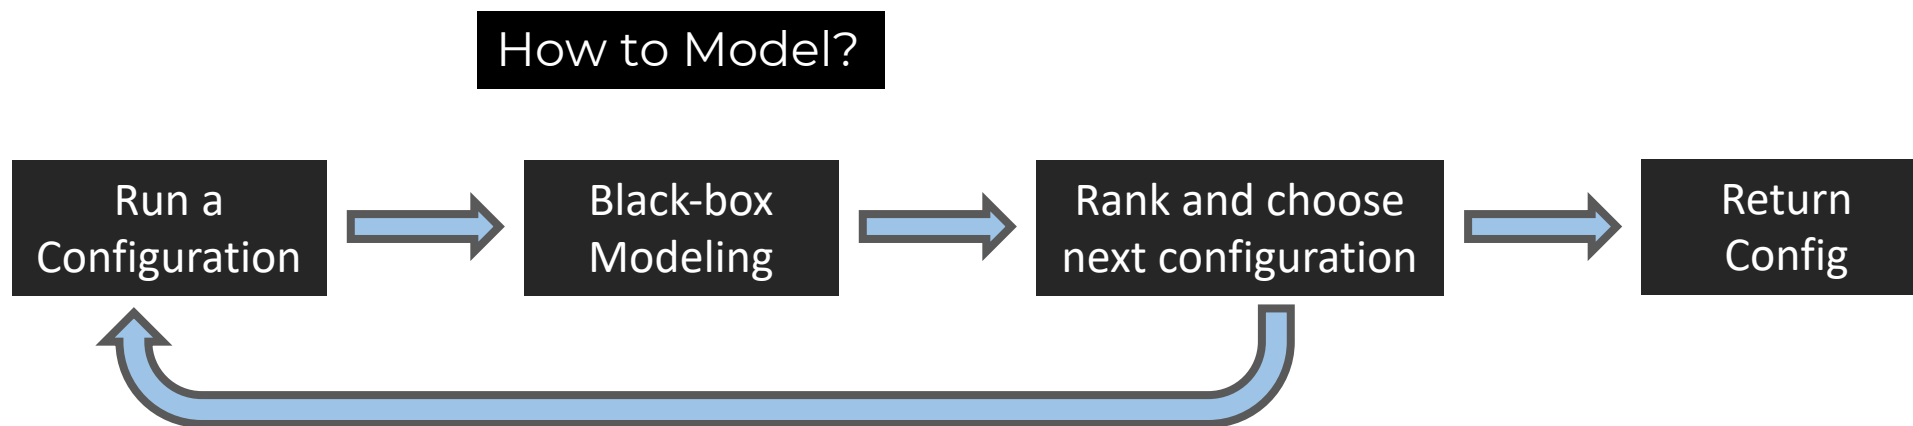 How to Model?
Run a
Configuration
Black-box
Modeling
Rank and choose
next configuration
Return
Config